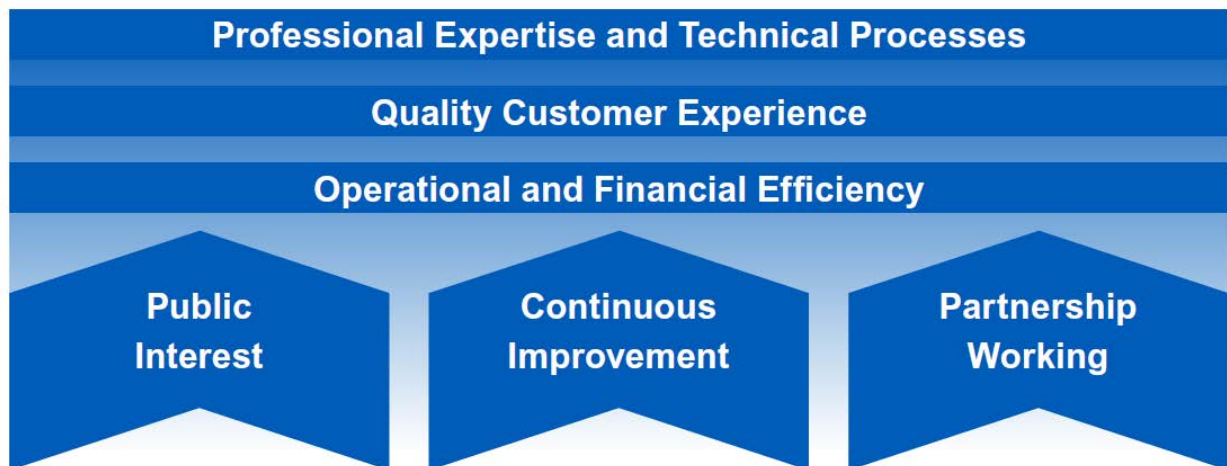 Professional Expertise and Technical Processes
Quality Customer Experience
Operational and Financial Efficiency
Public
Interest
Continuous
Improvement
Partnership
Working